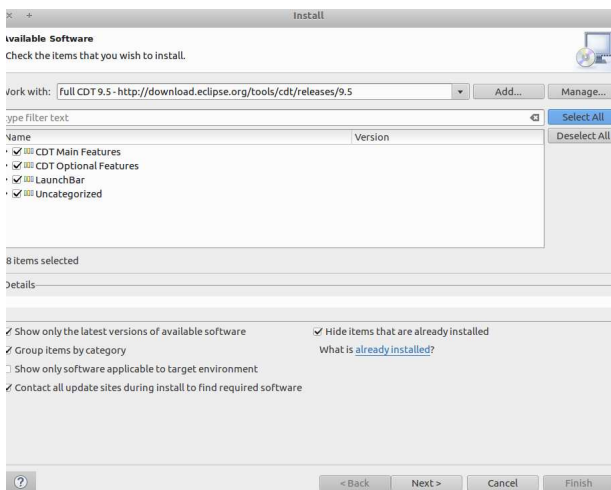 Install
Available Software
Check the items that you wish to install.
Work with: full CDT 9.5 - http://download.eclipse.org/tools/cdt/releases/9.5 Add... Manage...
type filter text Select All
Name Version Deselect All
CDT Main Features
CDT Optional Features
LaunchBar
Uncategorized
8 items selected
Details
Show only the latest versions of available software Hide items that are already installed
Group items by category What is already installed?
Show only software applicable to target environment
Contact all update sites during install to find required software
? < Back Next > Cancel Finish